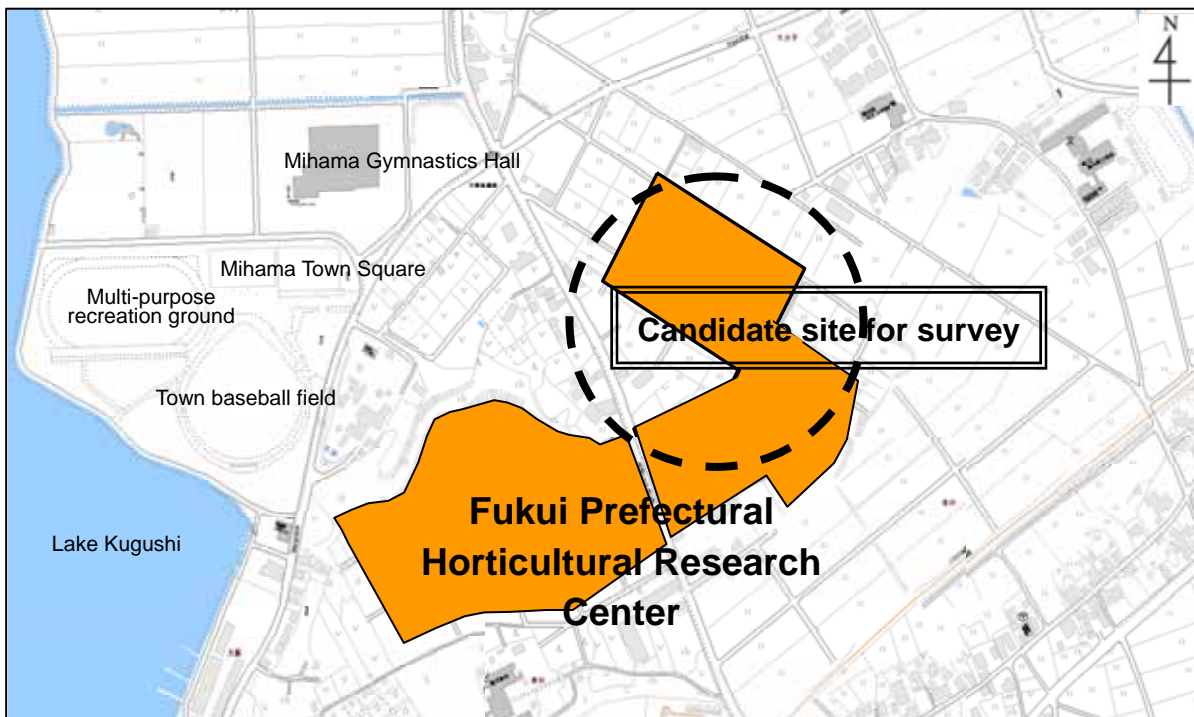 N
Mihama Gymnastics Hall
Mihama Town Square
Multi-purpose
recreation ground
Candidate site for survey
Town baseball field
Fukui Prefectural
Horticultural Research
Center
Lake Kugushi